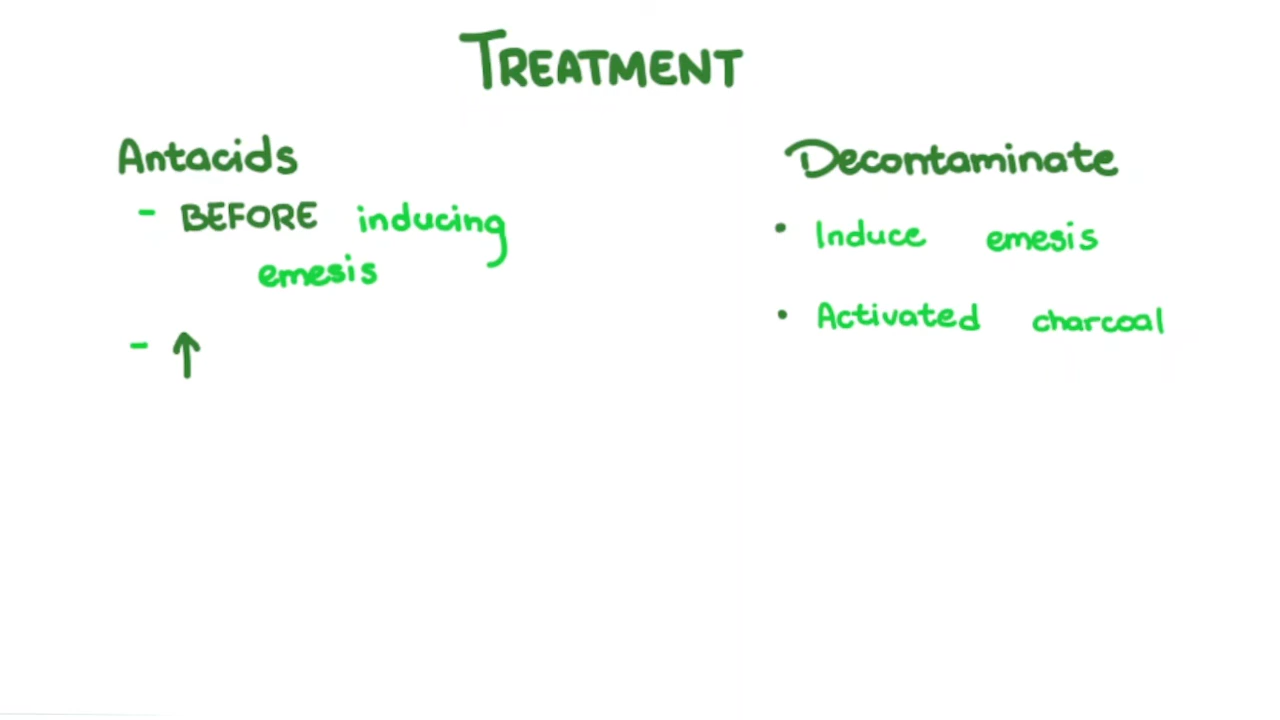 TREATMENT
Antacids
- BEFORE inducing
emesis
- ↑
Decontaminate
• Induce emesis
• Activated charcoal